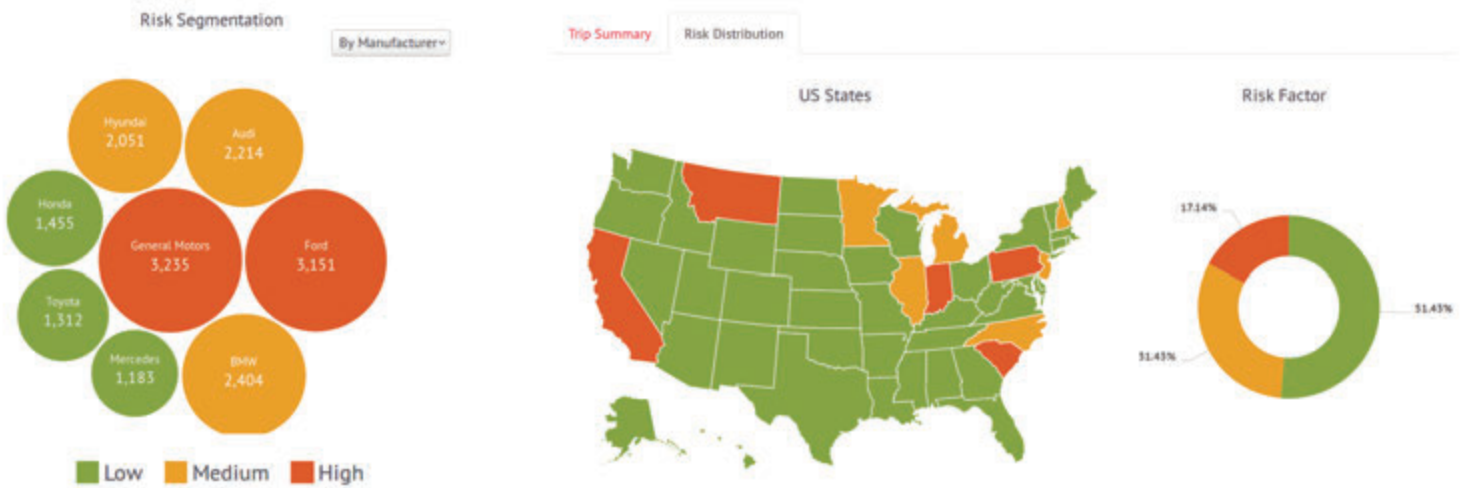 Risk Segmentation
By Manufacturer
Hyundai
2,051
Audi
2,214
Honda
1,455
General Motors
3,235
Ford
3,151
Toyota
1,312
Mercedes
1,183
BMW
2,404
Low
Medium
High
Trip Summary
Risk Distribution
US States
Risk Factor
17.14%
51.43%
31.43%